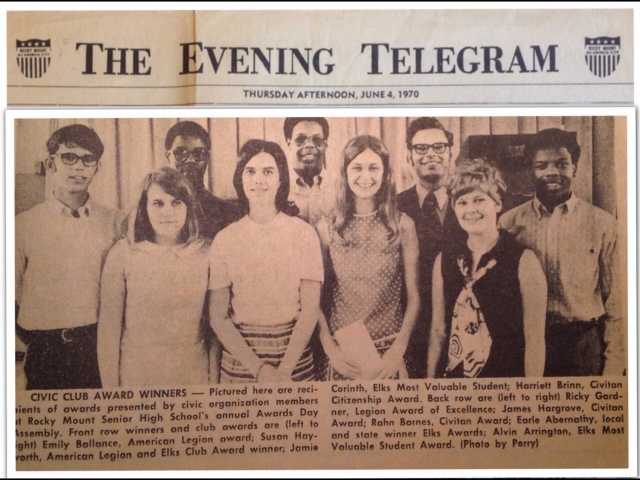 THE EVENING TELEGRAM
THURSDAY AFTERNOON, JUNE 4, 1970
CIVIC CLUB AWARD WINNERS — Pictured here are reci-
pients of awards presented by civic organization members
at Rocky Mount Senior High School's annual Awards Day
Assembly. Front row winners and club awards are (left to
right) Emily Ballance, American Legion award; Susan Hay-
worth, American Legion and Elks Club Award winner; Jamie
Corinth, Elks Most Valuable Student; Harriett Brinn, Civitan
Citizenship Award. Back row are (left to right) Ricky Gard-
ner, Legion Award of Excellence; James Hargrove, Civitan
Award; Rahn Barnes, Civitan Award; Earle Abernathy, local
and state winner Elks Awards; Alvin Arrington, Elks Most
Valuable Student Award. (Photo by Perry)